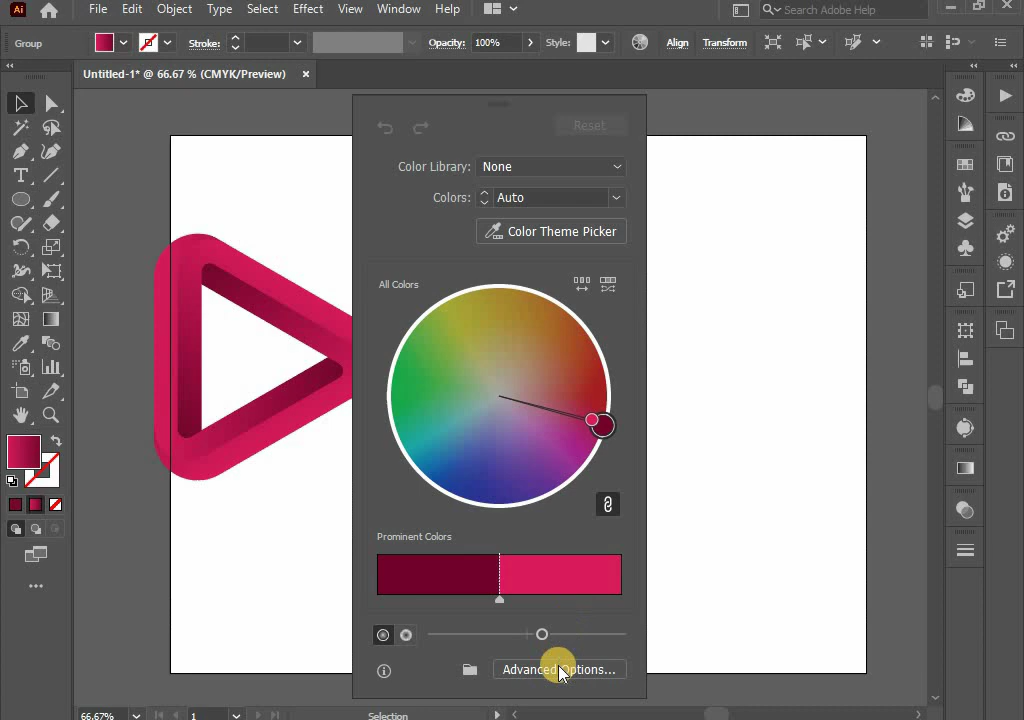 Ai File Edit Object Type Select Effect View Window Help Search Adobe Help
Group Stroke: Opacity: 100% Style: Align Transform
Untitled-1* @ 66.67 % (CMYK/Preview) ×
Reset
Color Library: None
Colors: Auto
Color Theme Picker
All Colors
Prominent Colors
Advanced Options...
66.67% 1 Selection